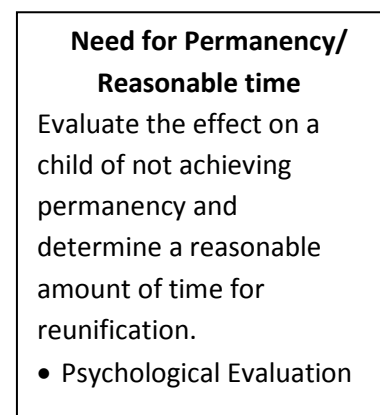 Need for Permanency/
Reasonable time
Evaluate the effect on a
child of not achieving
permanency and
determine a reasonable
amount of time for
reunification.
• Psychological Evaluation